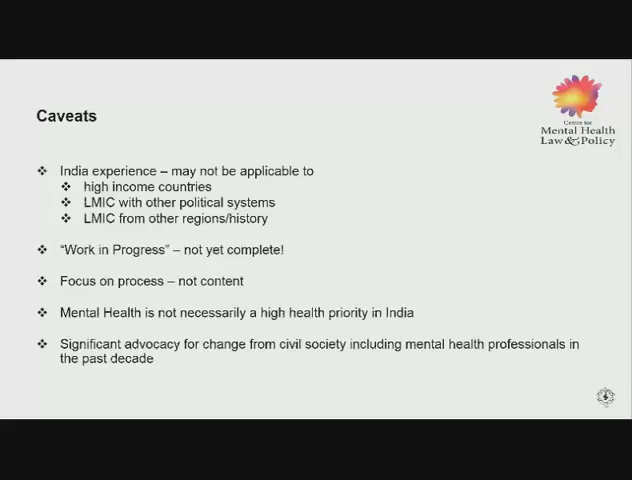 Centre for
Mental Health
Law & Policy
Caveats
India experience – may not be applicable to
high income countries
LMIC with other political systems
LMIC from other regions/history
“Work in Progress” – not yet complete!
Focus on process – not content
Mental Health is not necessarily a high health priority in India
Significant advocacy for change from civil society including mental health professionals in
the past decade